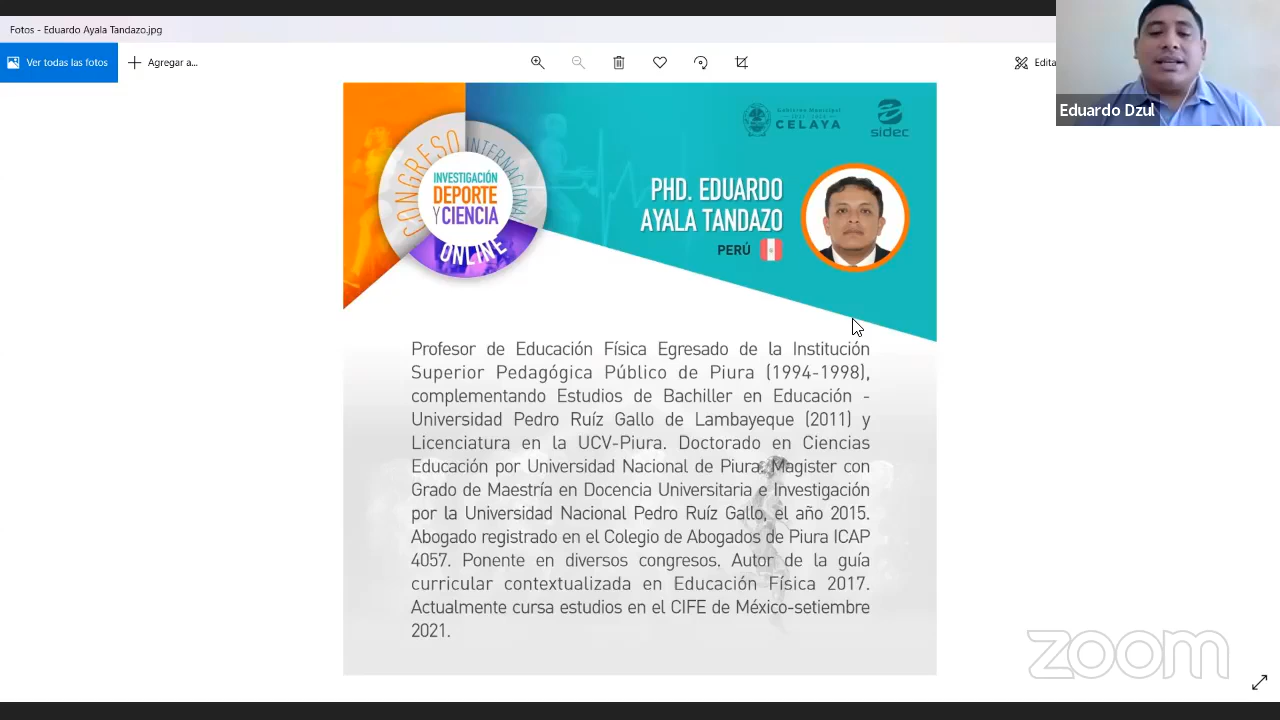 Fotos - Eduardo Ayala Tandazo.jpg
Ver todas las fotos
Agregar a...
Edita
Eduardo Dzul
CONGRESO INTERNACIONAL
INVESTIGACIÓN
DEPORTE
Y CIENCIA
ONLINE
Gobierno Municipal
CELAYA
sidec
PHD. EDUARDO
AYALA TANDAZO
PERÚ
Profesor de Educación Física Egresado de la Institución
Superior Pedagógica Público de Piura (1994-1998),
complementando Estudios de Bachiller en Educación -
Universidad Pedro Ruíz Gallo de Lambayeque (2011) y
Licenciatura en la UCV-Piura. Doctorado en Ciencias
Educación por Universidad Nacional de Piura. Magister con
Grado de Maestría en Docencia Universitaria e Investigación
por la Universidad Nacional Pedro Ruíz Gallo, el año 2015.
Abogado registrado en el Colegio de Abogados de Piura ICAP
4057. Ponente en diversos congresos. Autor de la guía
curricular contextualizada en Educación Física 2017.
Actualmente cursa estudios en el CIFE de México-setiembre
2021.
zoom